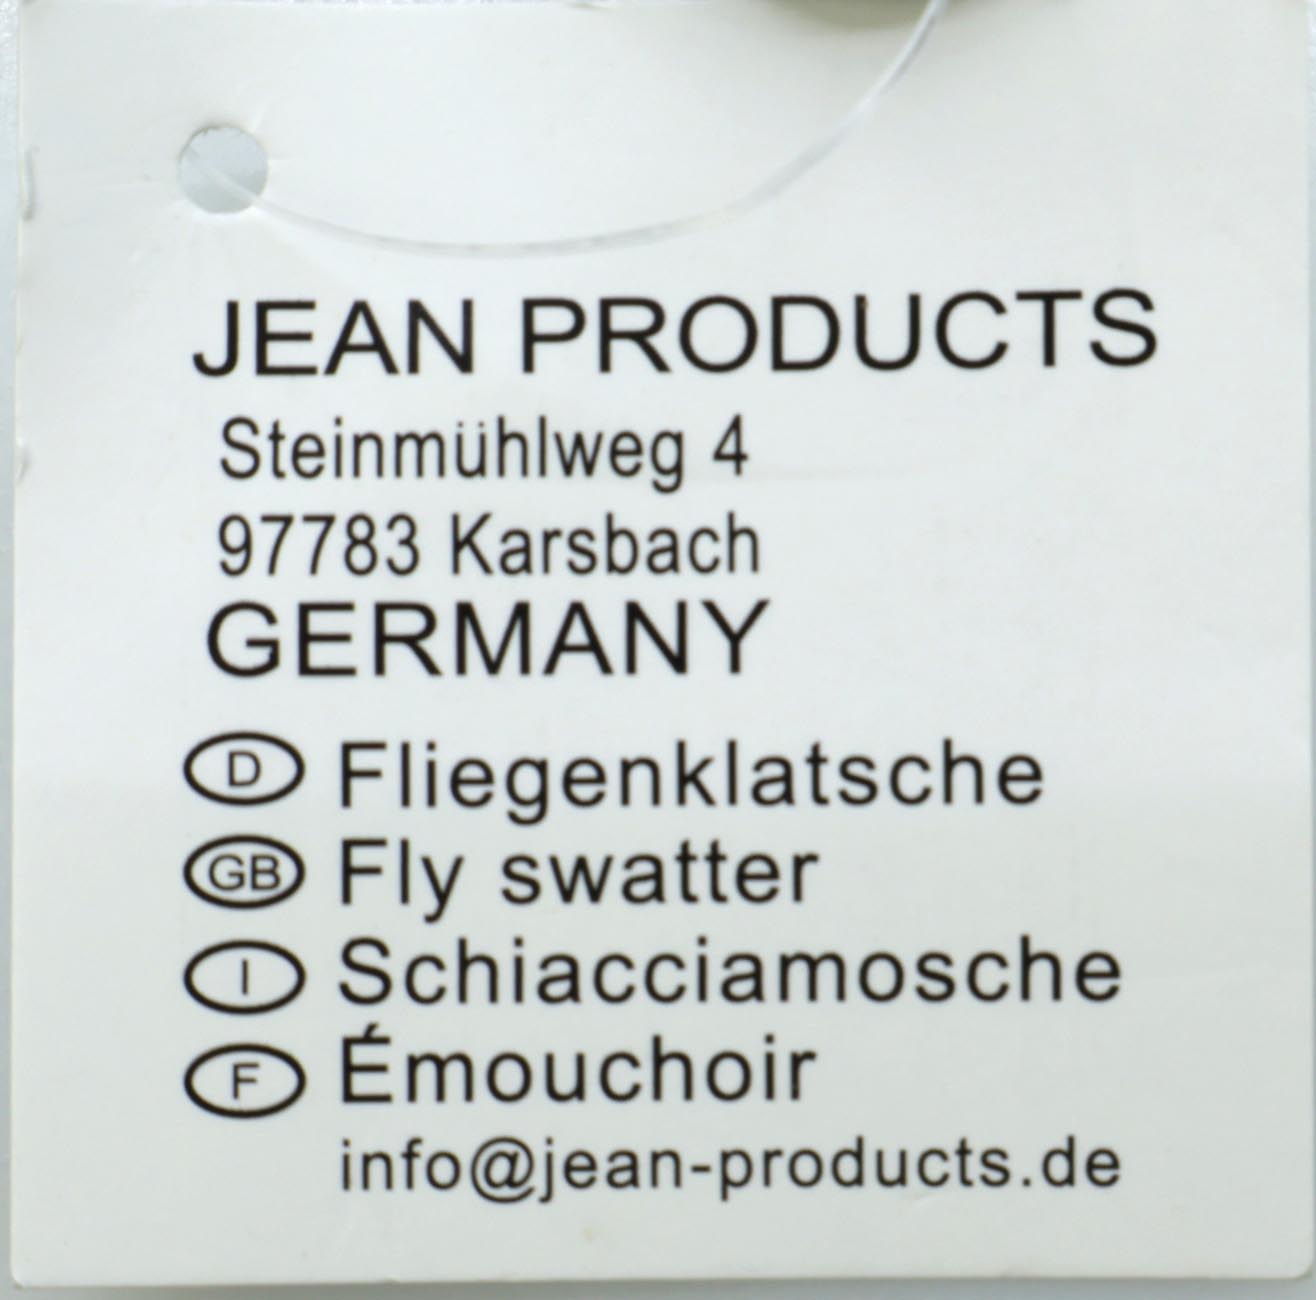 JEAN PRODUCTS
Steinmühlweg 4
97783 Karsbach
GERMANY
D Fliegenklatsche
GB Fly swatter
I Schiacciamosche
F Émouchoir
info@jean-products.de